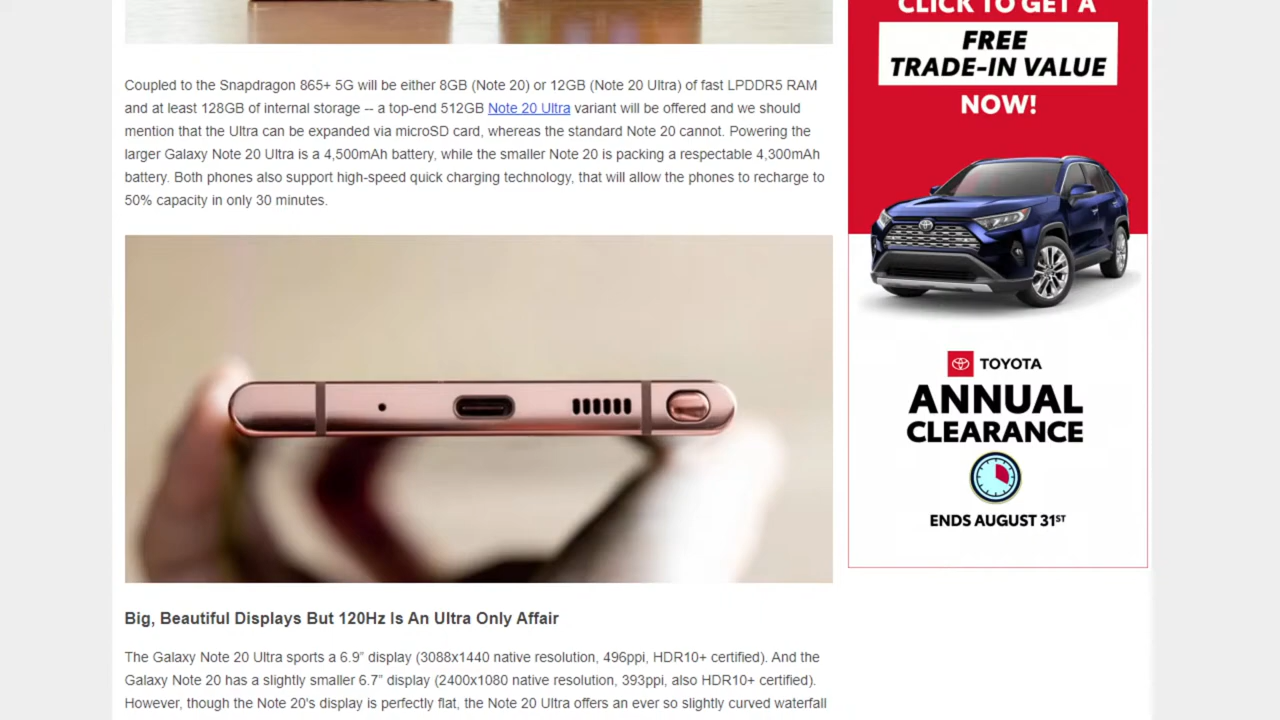 Coupled to the Snapdragon 865+ 5G will be either 8GB (Note 20) or 12GB (Note 20 Ultra) of fast LPDDR5 RAM
and at least 128GB of internal storage -- a top-end 512GB Note 20 Ultra variant will be offered and we should
mention that the Ultra can be expanded via microSD card, whereas the standard Note 20 cannot. Powering the
larger Galaxy Note 20 Ultra is a 4,500mAh battery, while the smaller Note 20 is packing a respectable 4,300mAh
battery. Both phones also support high-speed quick charging technology, that will allow the phones to recharge to
50% capacity in only 30 minutes.
Big, Beautiful Displays But 120Hz Is An Ultra Only Affair
The Galaxy Note 20 Ultra sports a 6.9” display (3088x1440 native resolution, 496ppi, HDR10+ certified). And the
Galaxy Note 20 has a slightly smaller 6.7” display (2400x1080 native resolution, 393ppi, also HDR10+ certified).
However, though the Note 20's display is perfectly flat, the Note 20 Ultra offers an ever so slightly curved waterfall
CLICK TO GET A
FREE
TRADE-IN VALUE
NOW!
TOYOTA
ANNUAL
CLEARANCE
ENDS AUGUST 31ST